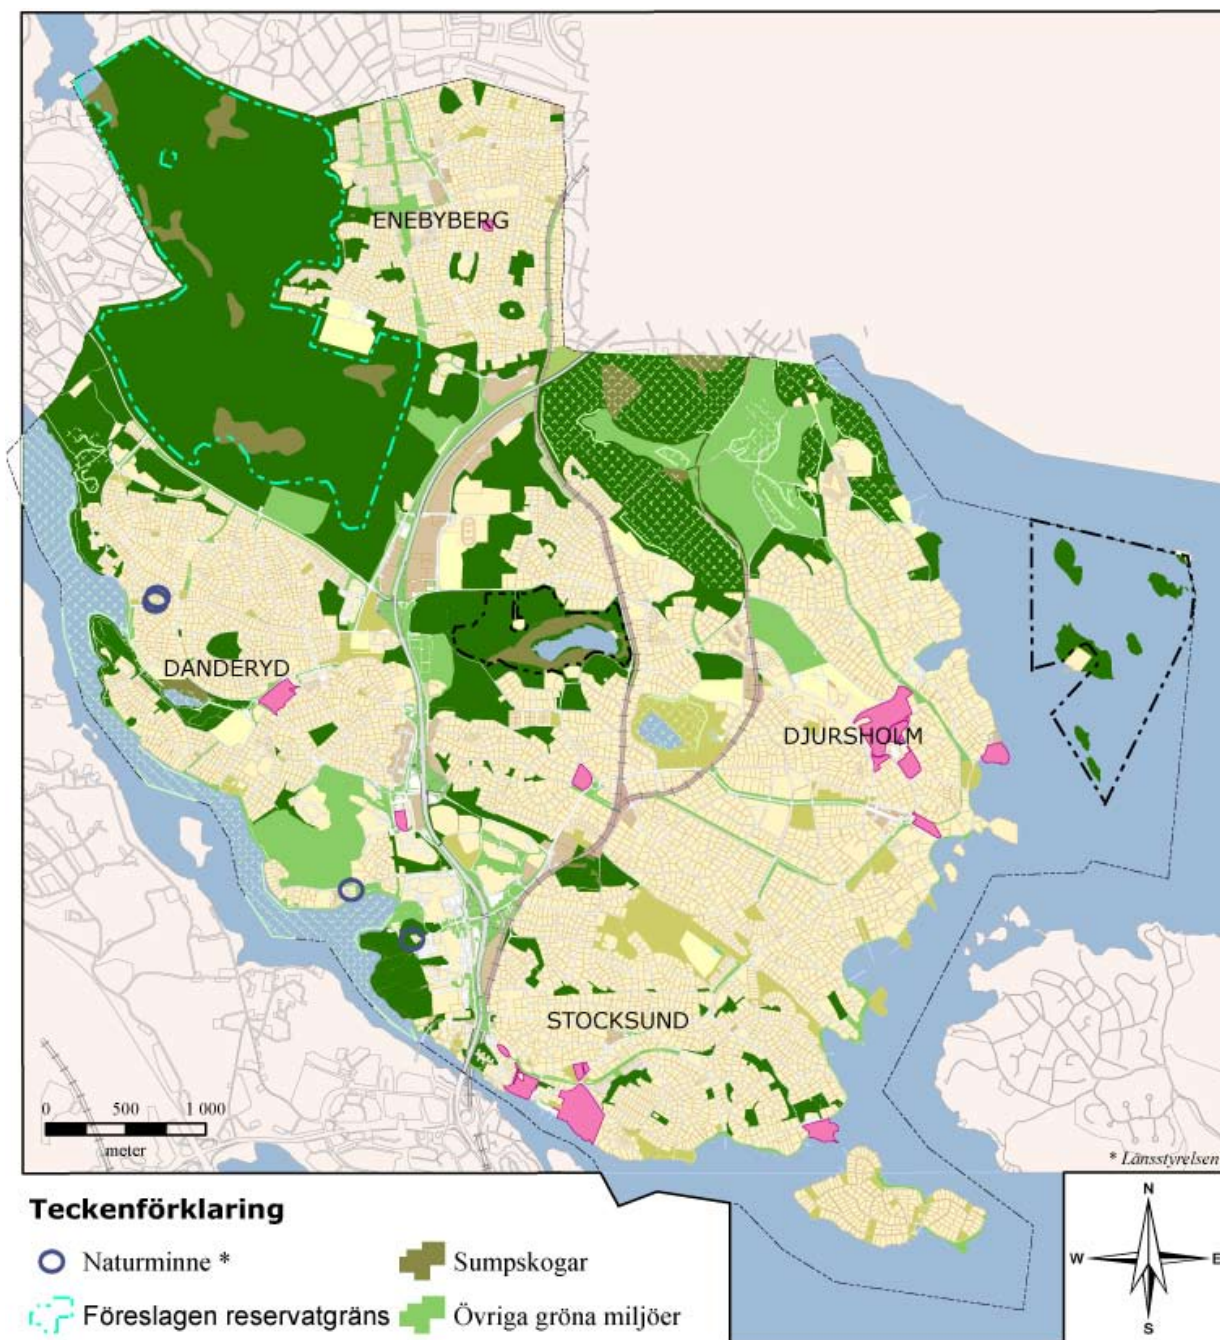 ENEBYBERG
DANDERYD
DJURSHOLM
STOCKSUND
0 500 1 000
meter
* Länsstyrelsen
Teckenförklaring
Naturminne *
Sumpskogar
Föreslagen reservatgräns
Övriga gröna miljöer
N
W E
S